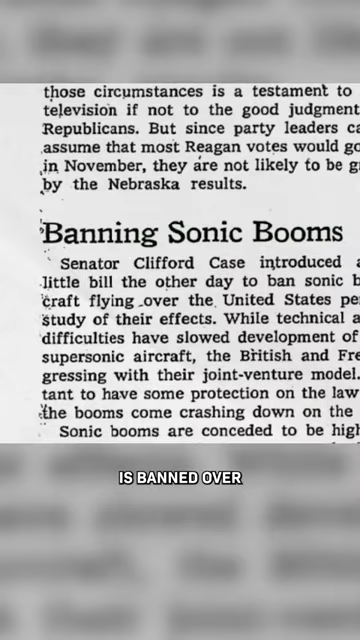 those circumstances is a testament to
television if not to the good judgment
Republicans. But since party leaders ca
assume that most Reagan votes would go
in November, they are not likely to be g
by the Nebraska results.
Banning Sonic Booms
Senator Clifford Case introduced a
little bill the other day to ban sonic b
craft flying over the United States pe
study of their effects. While technical a
difficulties have slowed development of
supersonic aircraft, the British and Fre
gressing with their joint-venture model.
tant to have some protection on the law
the booms come crashing down on the
Sonic booms are conceded to be high
IS BANNED OVER